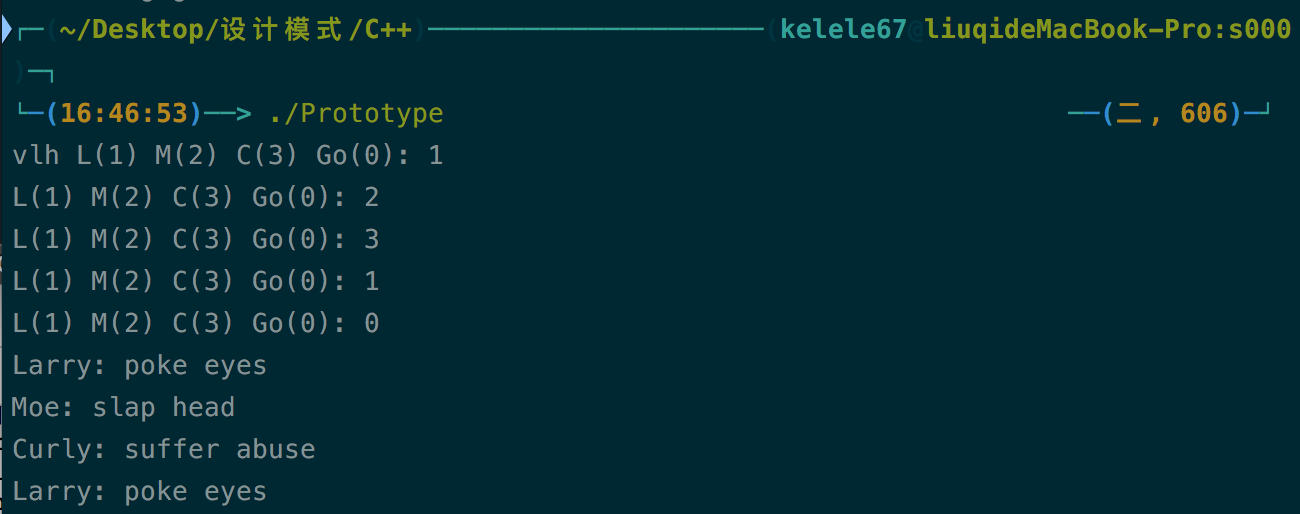 (~/Desktop/设计模式/C++)──────────────────────(kelele67@liuqideMacBook-Pro:s000
)─┐
└─(16:46:53)──> ./Prototype ──(二, 606)─┘
vlh L(1) M(2) C(3) Go(0): 1
L(1) M(2) C(3) Go(0): 2
L(1) M(2) C(3) Go(0): 3
L(1) M(2) C(3) Go(0): 1
L(1) M(2) C(3) Go(0): 0
Larry: poke eyes
Moe: slap head
Curly: suffer abuse
Larry: poke eyes